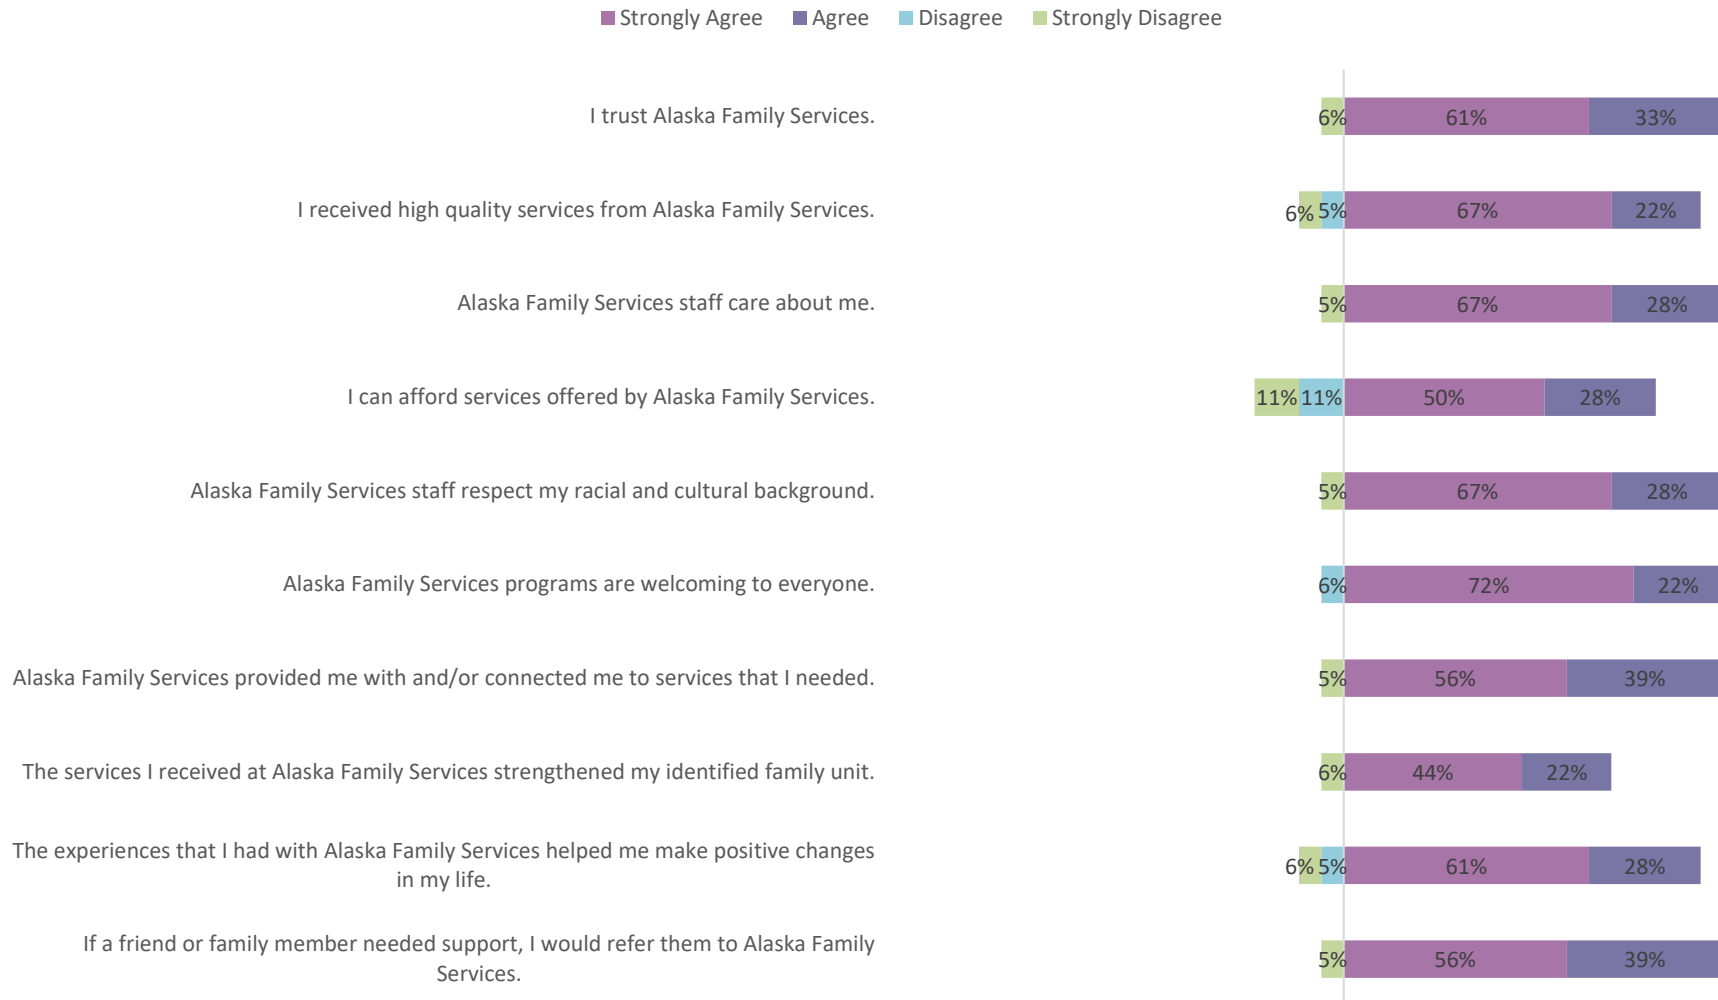 Strongly Agree Agree Disagree Strongly Disagree
I trust Alaska Family Services. 6% 61% 33%
I received high quality services from Alaska Family Services. 6% 5% 67% 22%
Alaska Family Services staff care about me. 5% 67% 28%
I can afford services offered by Alaska Family Services. 11% 11% 50% 28%
Alaska Family Services staff respect my racial and cultural background. 5% 67% 28%
Alaska Family Services programs are welcoming to everyone. 6% 72% 22%
Alaska Family Services provided me with and/or connected me to services that I needed. 5% 56% 39%
The services I received at Alaska Family Services strengthened my identified family unit. 6% 44% 22%
The experiences that I had with Alaska Family Services helped me make positive changes
in my life. 6% 5% 61% 28%
If a friend or family member needed support, I would refer them to Alaska Family
Services. 5% 56% 39%